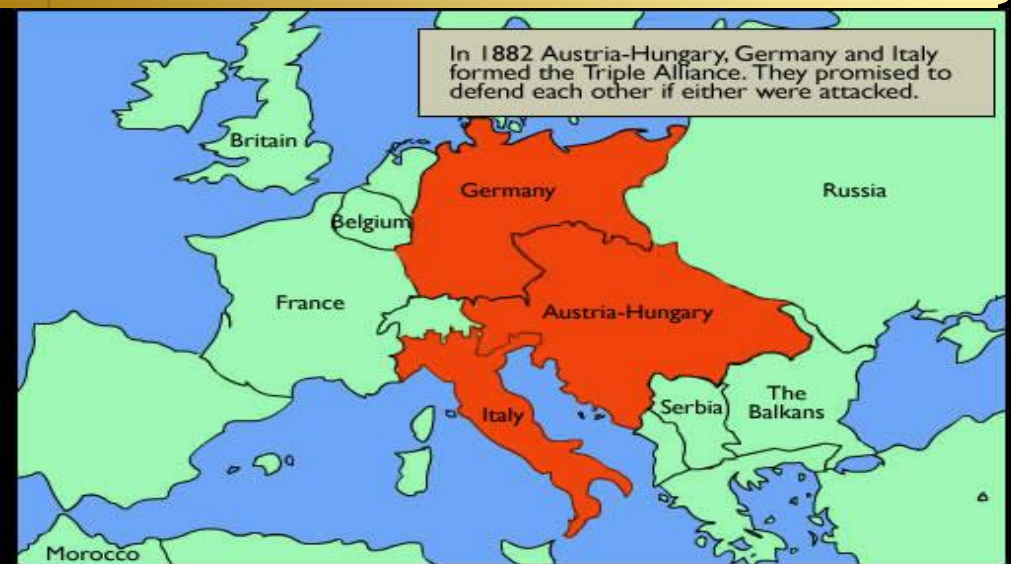 In 1882 Austria-Hungary, Germany and Italy
formed the Triple Alliance. They promised to
defend each other if either were attacked.
Britain
Germany
Russia
Belgium
France
Austria-Hungary
The
Balkans
Serbia
Italy
Morocco